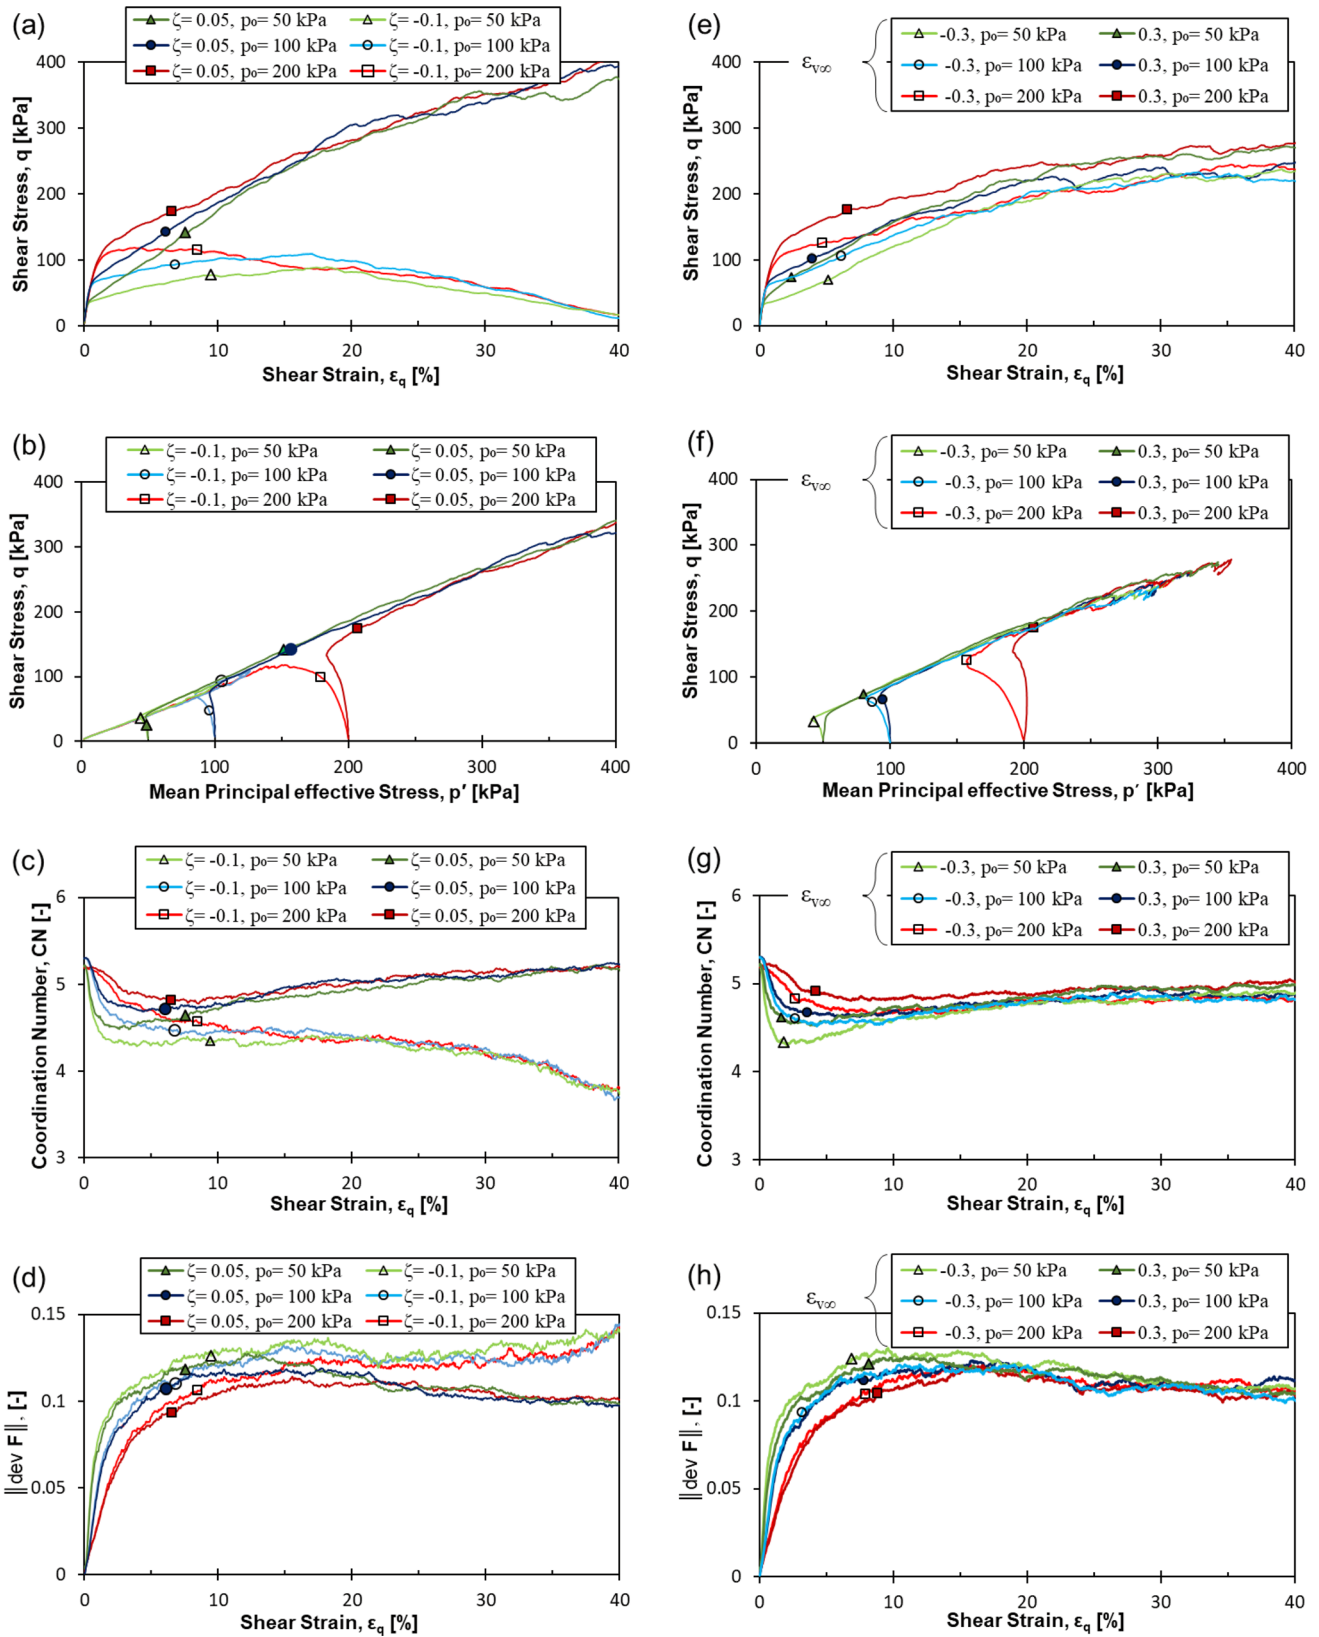 (a)
ζ= 0.05, p₀= 50 kPa ζ= -0.1, p₀= 50 kPa
ζ= 0.05, p₀= 100 kPa ζ= -0.1, p₀= 100 kPa
ζ= 0.05, p₀= 200 kPa ζ= -0.1, p₀= 200 kPa
Shear Stress, q [kPa]
400
300
200
100
0
0 10 20 30 40
Shear Strain, εq [%]
(e)
εv∞
-0.3, p₀= 50 kPa 0.3, p₀= 50 kPa
-0.3, p₀= 100 kPa 0.3, p₀= 100 kPa
-0.3, p₀= 200 kPa 0.3, p₀= 200 kPa
Shear Stress, q [kPa]
400
300
200
100
0
0 10 20 30 40
Shear Strain, εq [%]
(b)
ζ= -0.1, p₀= 50 kPa ζ= 0.05, p₀= 50 kPa
ζ= -0.1, p₀= 100 kPa ζ= 0.05, p₀= 100 kPa
ζ= -0.1, p₀= 200 kPa ζ= 0.05, p₀= 200 kPa
Shear Stress, q [kPa]
400
300
200
100
0
0 100 200 300 400
Mean Principal effective Stress, p′ [kPa]
(f)
εv∞
-0.3, p₀= 50 kPa 0.3, p₀= 50 kPa
-0.3, p₀= 100 kPa 0.3, p₀= 100 kPa
-0.3, p₀= 200 kPa 0.3, p₀= 200 kPa
Shear Stress, q [kPa]
400
300
200
100
0
0 100 200 300 400
Mean Principal effective Stress, p′ [kPa]
(c)
ζ= -0.1, p₀= 50 kPa ζ= 0.05, p₀= 50 kPa
ζ= -0.1, p₀= 100 kPa ζ= 0.05, p₀= 100 kPa
ζ= -0.1, p₀= 200 kPa ζ= 0.05, p₀= 200 kPa
Coordination Number, CN [-]
6
5
4
3
0 10 20 30 40
Shear Strain, εq [%]
(g)
εv∞
-0.3, p₀= 50 kPa 0.3, p₀= 50 kPa
-0.3, p₀= 100 kPa 0.3, p₀= 100 kPa
-0.3, p₀= 200 kPa 0.3, p₀= 200 kPa
Coordination Number, CN [-]
6
5
4
3
0 10 20 30 40
Shear Strain, εq [%]
(d)
ζ= 0.05, p₀= 50 kPa ζ= -0.1, p₀= 50 kPa
ζ= 0.05, p₀= 100 kPa ζ= -0.1, p₀= 100 kPa
ζ= 0.05, p₀= 200 kPa ζ= -0.1, p₀= 200 kPa
‖dev F‖, [-]
0.15
0.1
0.05
0
0 10 20 30 40
Shear Strain, εq [%]
(h)
εv∞
-0.3, p₀= 50 kPa 0.3, p₀= 50 kPa
-0.3, p₀= 100 kPa 0.3, p₀= 100 kPa
-0.3, p₀= 200 kPa 0.3, p₀= 200 kPa
‖dev F‖, [-]
0.15
0.1
0.05
0
0 10 20 30 40
Shear Strain, εq [%]